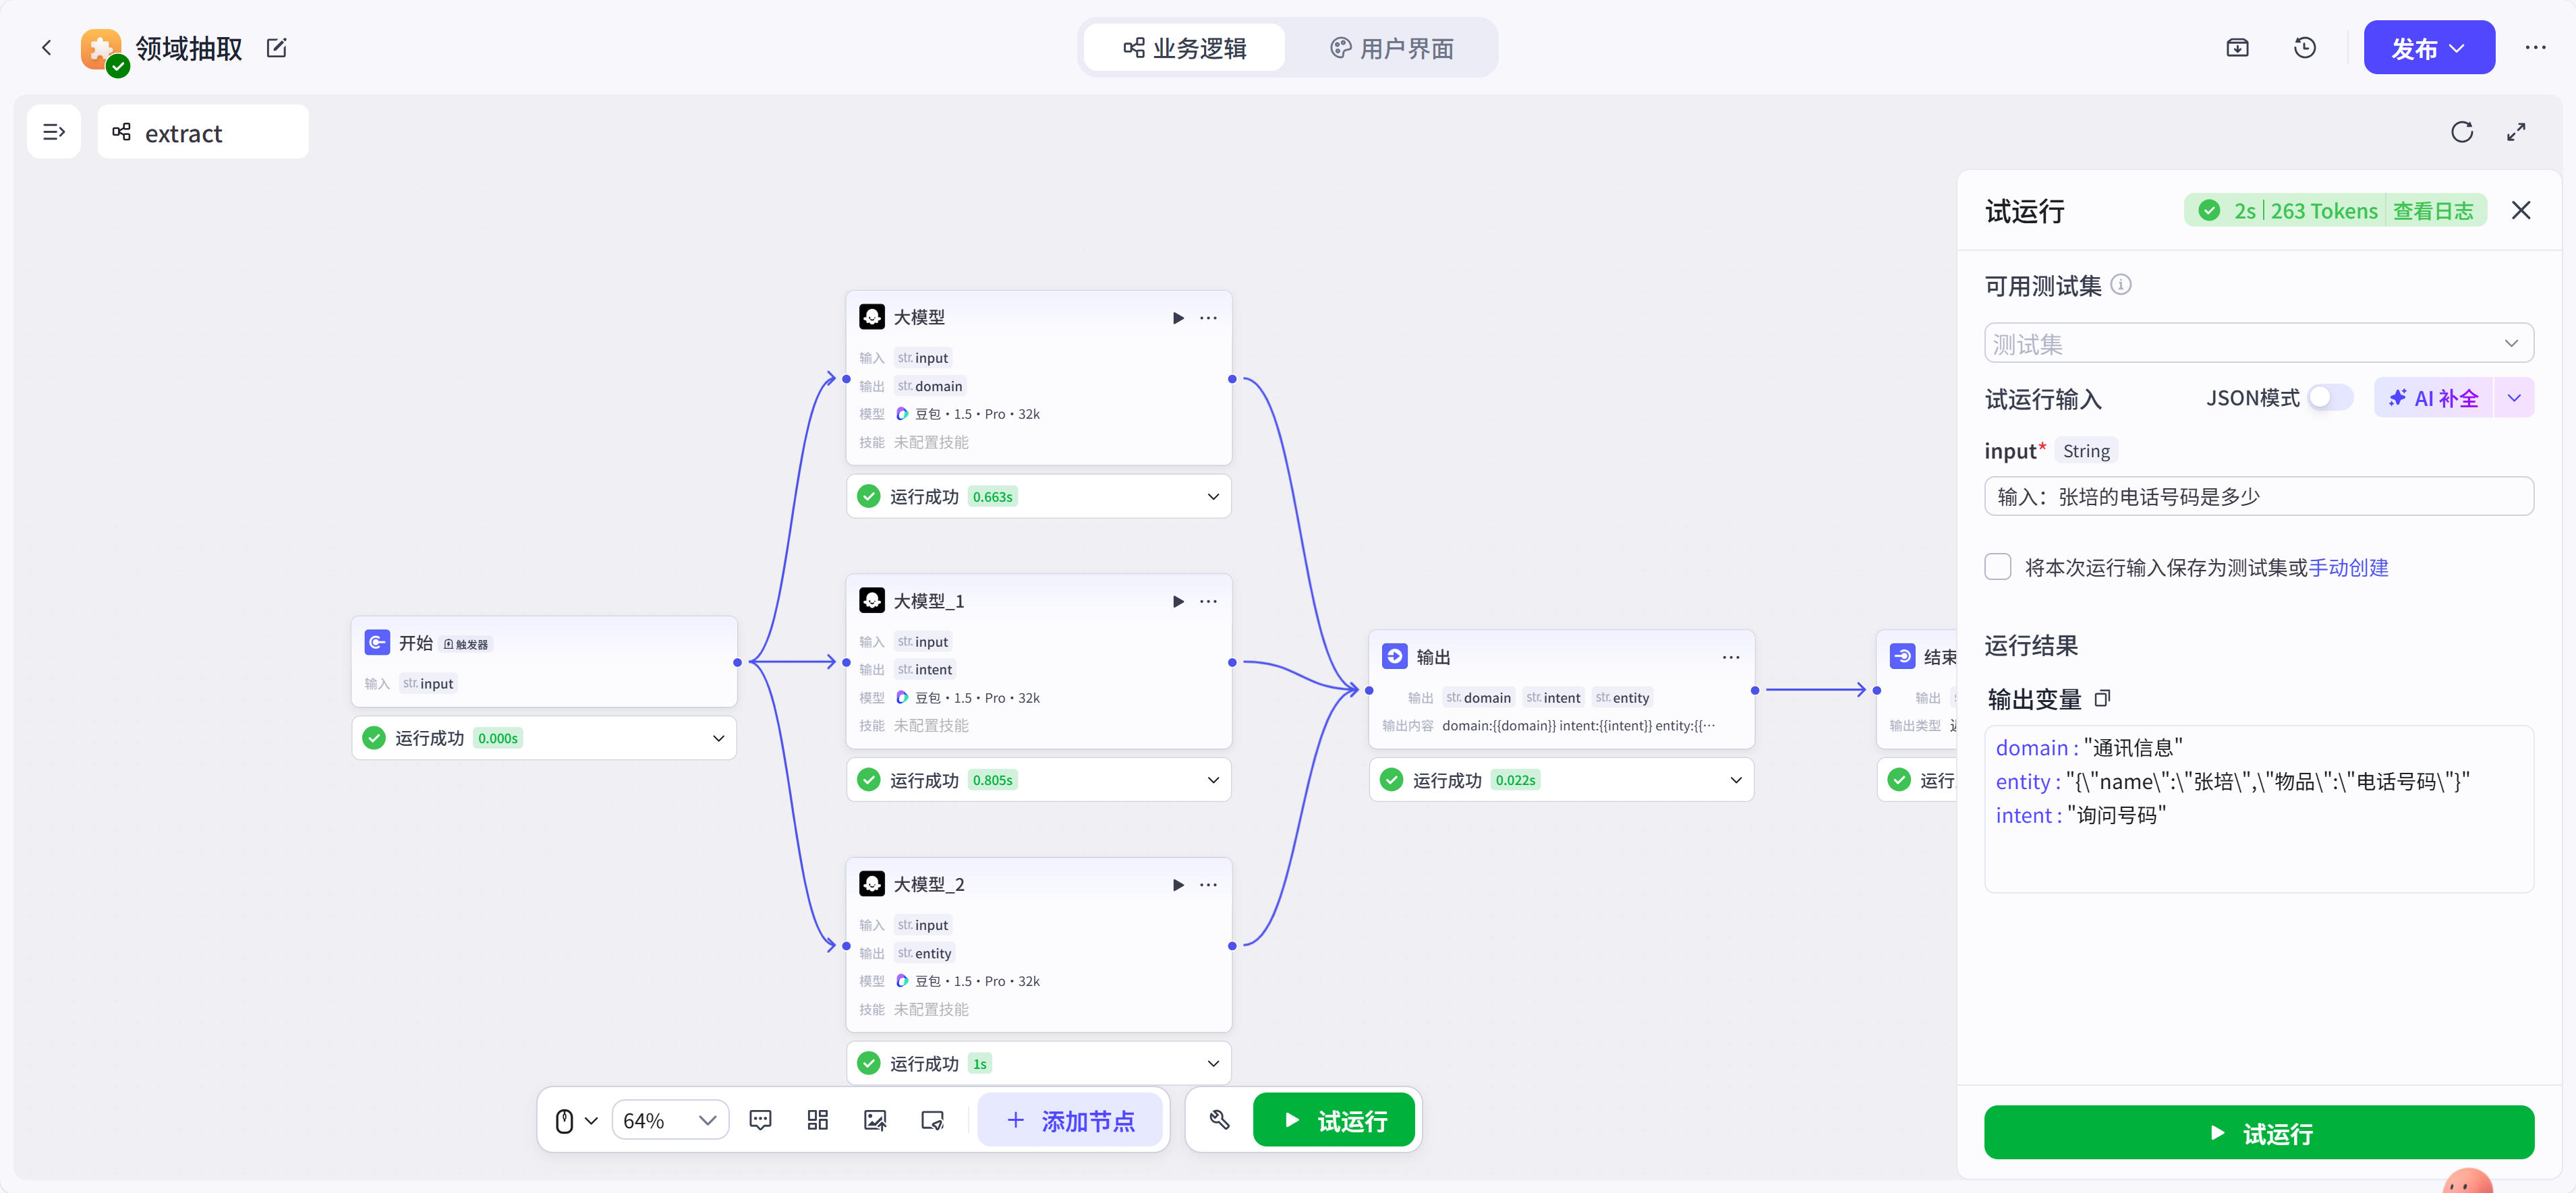 领域抽取
业务逻辑
用户界面
发布
extract
开始 触发器
输入 str. input
运行成功 0.000s
大模型
输入 str. input
输出 str. domain
模型 豆包·1.5·Pro·32k
技能 未配置技能
运行成功 0.663s
大模型_1
输入 str. input
输出 str. intent
模型 豆包·1.5·Pro·32k
技能 未配置技能
运行成功 0.805s
大模型_2
输入 str. input
输出 str. entity
模型 豆包·1.5·Pro·32k
技能 未配置技能
运行成功 1s
输出
输出 str. domain str. intent str. entity
输出内容 domain:{{domain}} intent:{{intent}} entity:{{···
运行成功 0.022s
结束
输出
输出类型
运行
64%
添加节点
试运行
试运行
2s | 263 Tokens 查看日志
可用测试集
测试集
试运行输入 JSON模式 AI 补全
input* String
输入：张培的电话号码是多少
将本次运行输入保存为测试集或手动创建
运行结果
输出变量
domain : "通讯信息"
entity : "{\"name\":\"张培\",\"物品\":\"电话号码\"}"
intent : "询问号码"
试运行